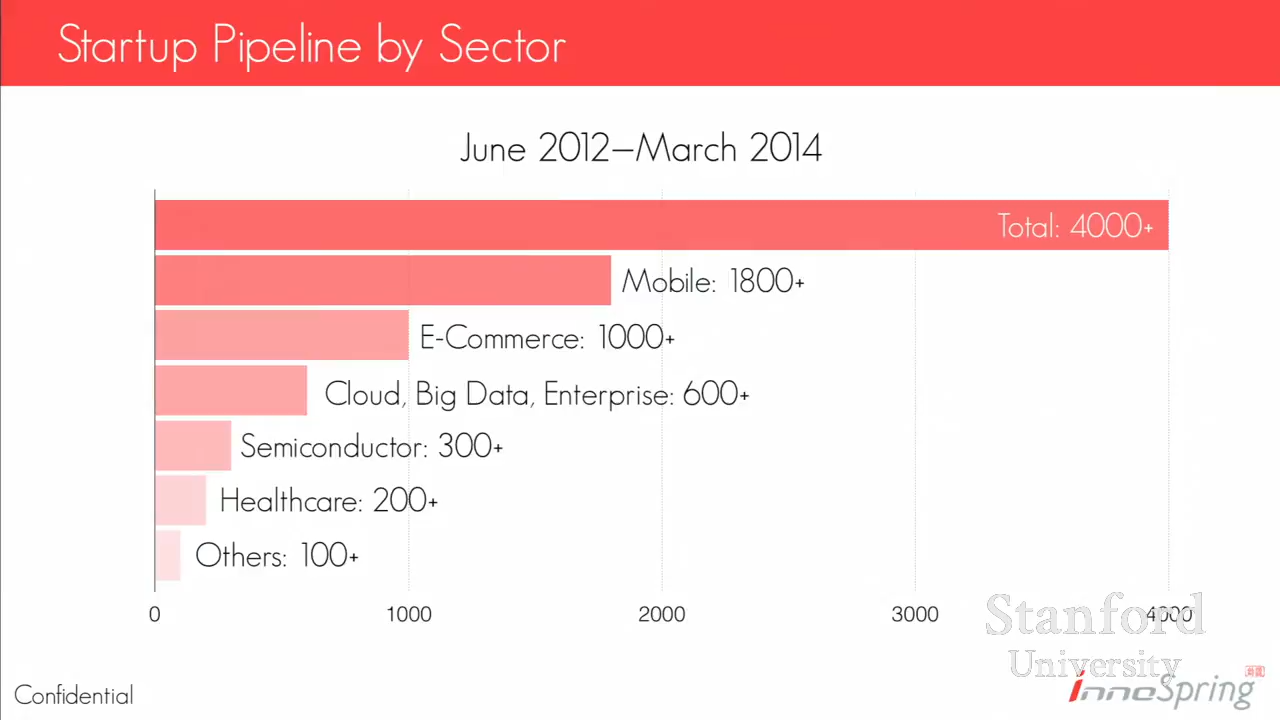 Startup Pipeline by Sector
June 2012—March 2014
Total: 4000+
Mobile: 1800+
E-Commerce: 1000+
Cloud, Big Data, Enterprise: 600+
Semiconductor: 300+
Healthcare: 200+
Others: 100+
0 1000 2000 3000 4000
Stanford
University
InnoSpring
Confidential